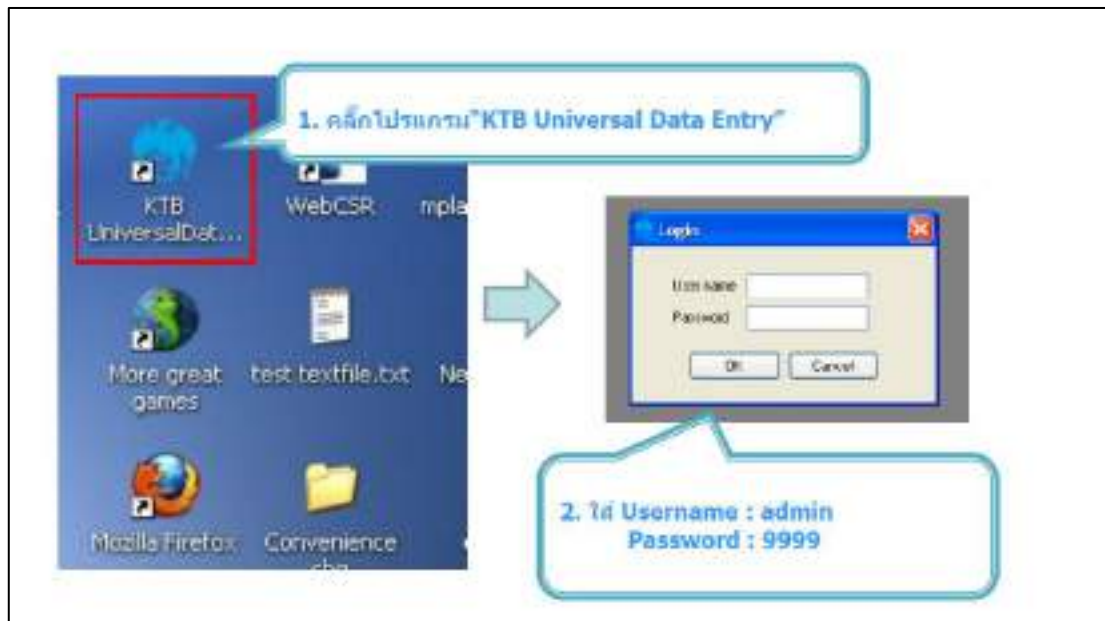 1. คลิ๊กโปรแกรม"KTB Universal Data Entry"
KTB
UniversalDat...
WebCSR
mpla
More great
games
test textfile.txt
Ne
Mozilla Firefox
Convenience
Login
User name
Password
OK
Cancel
2. ใส่ Username : admin
Password : 9999